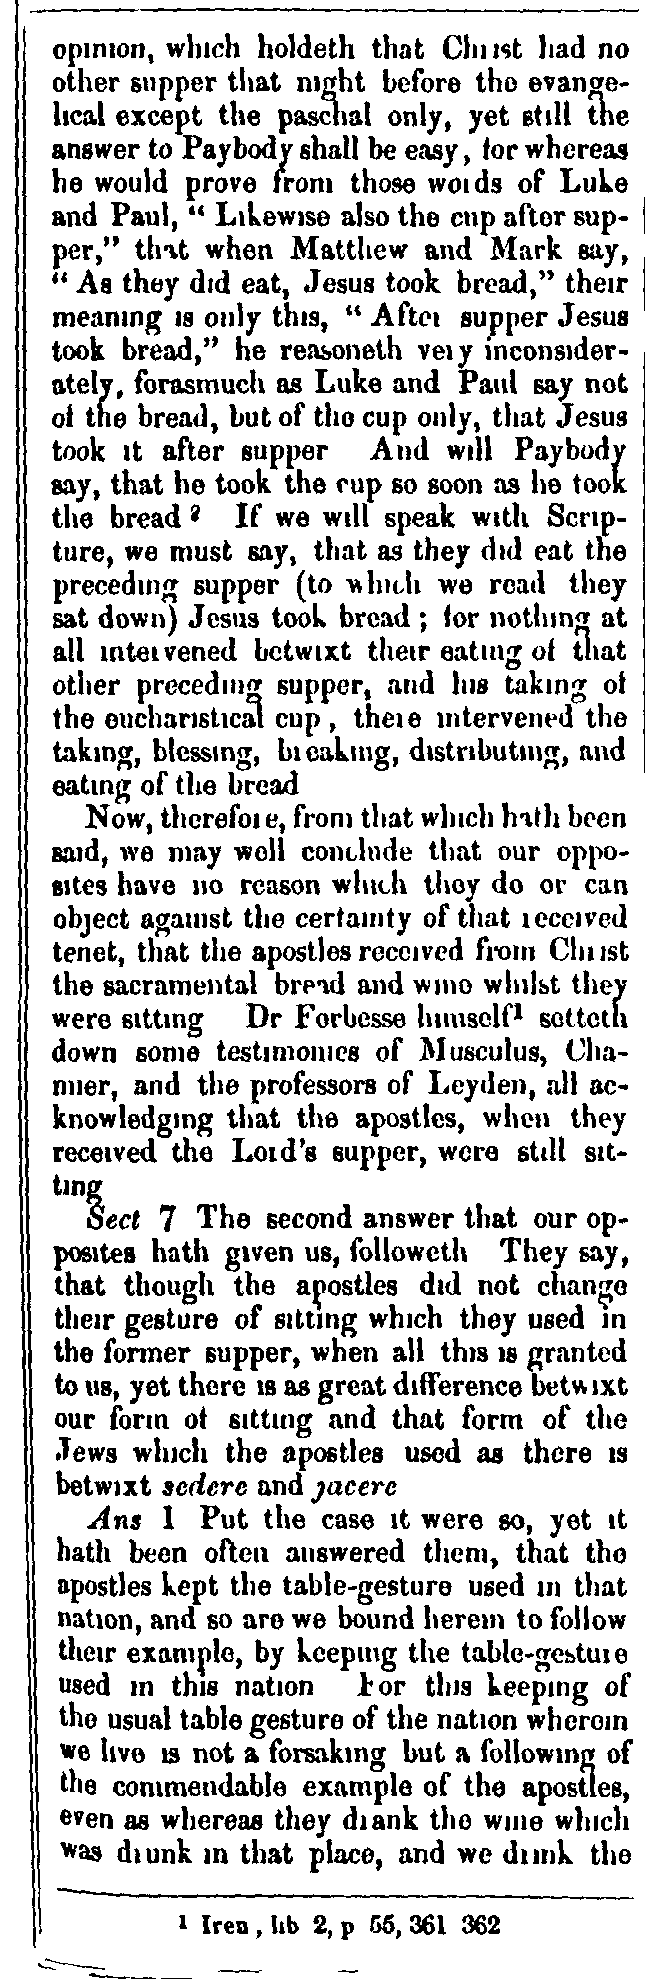 opinion, which holdeth that Christ had no
other supper that night before the evange-
lical except the paschal only, yet still the
answer to Paybody shall be easy, for whereas
he would prove from those words of Luke
and Paul, “ Likewise also the cup after sup-
per,” that when Matthew and Mark say,
“ As they did eat, Jesus took bread,” their
meaning is only this, “ After supper Jesus
took bread,” he reasoneth very inconsider-
ately, forasmuch as Luke and Paul say not
of the bread, but of the cup only, that Jesus
took it after supper And will Paybody
say, that he took the cup so soon as he took
the bread ? If we will speak with Scrip-
ture, we must say, that as they did eat the
preceding supper (to which we read they
sat down) Jesus took bread ; for nothing at
all intervened betwixt their eating of that
other preceding supper, and his taking of
the eucharistical cup, there intervened the
taking, blessing, breaking, distributing, and
eating of the bread
Now, therefore, from that which hath been
said, we may well conclude that our oppo-
sites have no reason which they do or can
object against the certainty of that received
tenet, that the apostles received from Christ
the sacramental bread and wine whilst they
were sitting Dr Forbesse himself¹ setteth
down some testimonies of Musculus, Cha-
mier, and the professors of Leyden, all ac-
knowledging that the apostles, when they
received the Lord’s supper, were still sit-
ting
Sect 7 The second answer that our op-
posites hath given us, followeth They say,
that though the apostles did not change
their gesture of sitting which they used in
the former supper, when all this is granted
to us, yet there is as great difference betwixt
our form of sitting and that form of the
Jews which the apostles used as there is
betwixt sedere and jacere
Ans 1 Put the case it were so, yet it
hath been often answered them, that the
apostles kept the table-gesture used in that
nation, and so are we bound herein to follow
their example, by keeping the table-gesture
used in this nation For this keeping of
the usual table gesture of the nation wherein
we live is not a forsaking but a following of
the commendable example of the apostles,
even as whereas they drank the wine which
was drunk in that place, and we drink the
¹ Iren, lib 2, p 55, 361 362